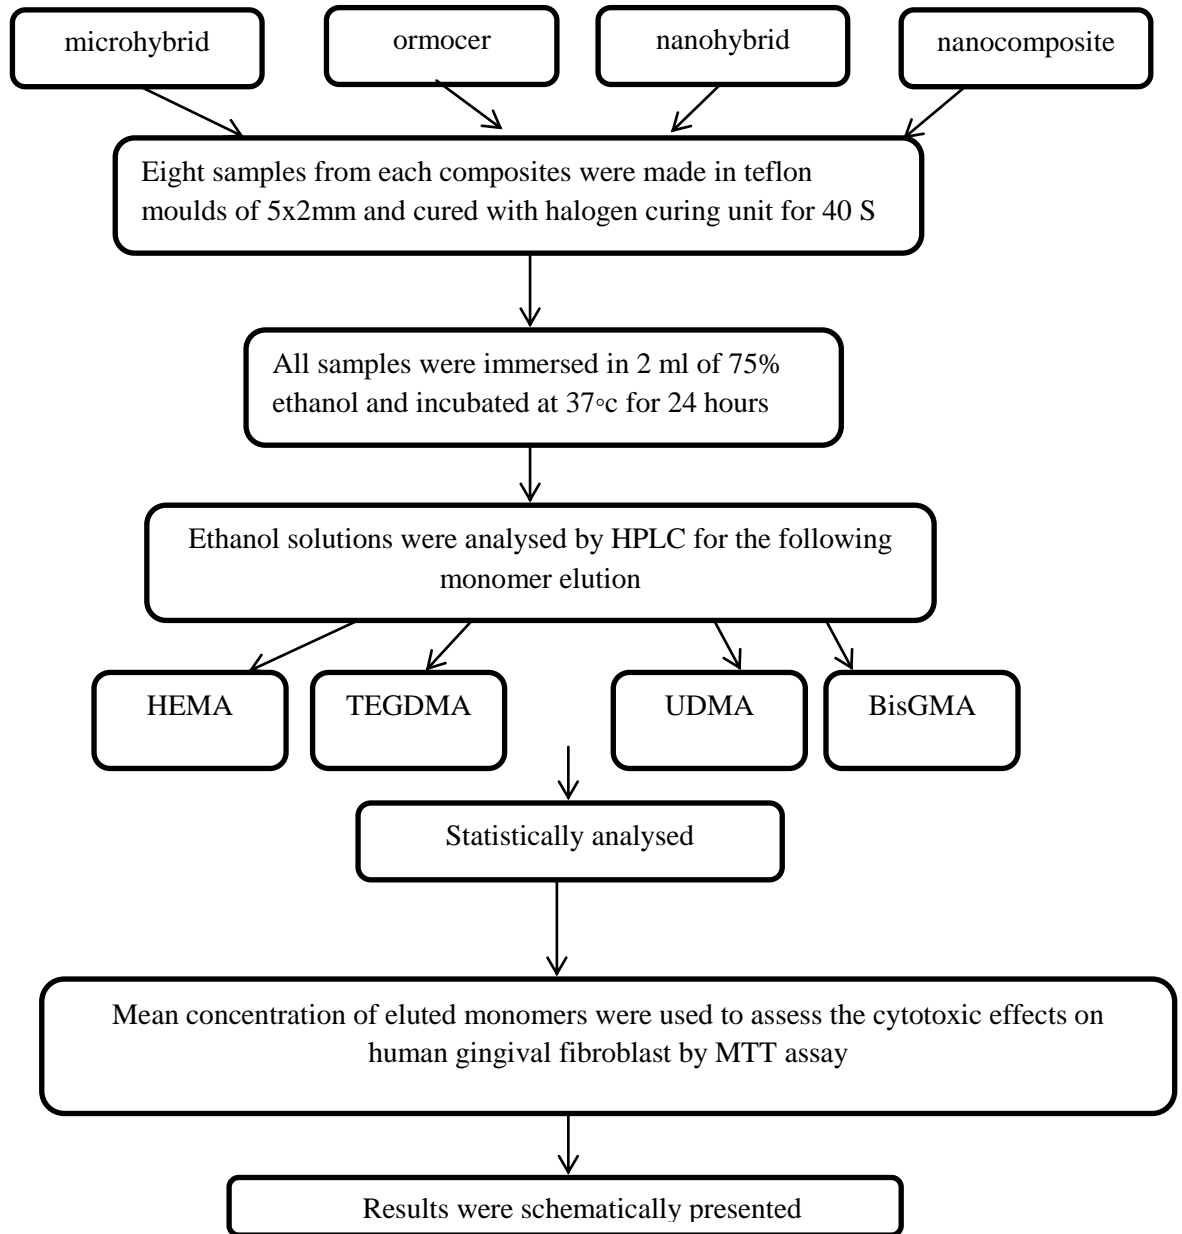 microhybrid
ormocer
nanohybrid
nanocomposite
Eight samples from each composites were made in teflon
moulds of 5x2mm and cured with halogen curing unit for 40 S
All samples were immersed in 2 ml of 75%
ethanol and incubated at 37◦c for 24 hours
Ethanol solutions were analysed by HPLC for the following
monomer elution
HEMA
TEGDMA
UDMA
BisGMA
Statistically analysed
Mean concentration of eluted monomers were used to assess the cytotoxic effects on
human gingival fibroblast by MTT assay
Results were schematically presented